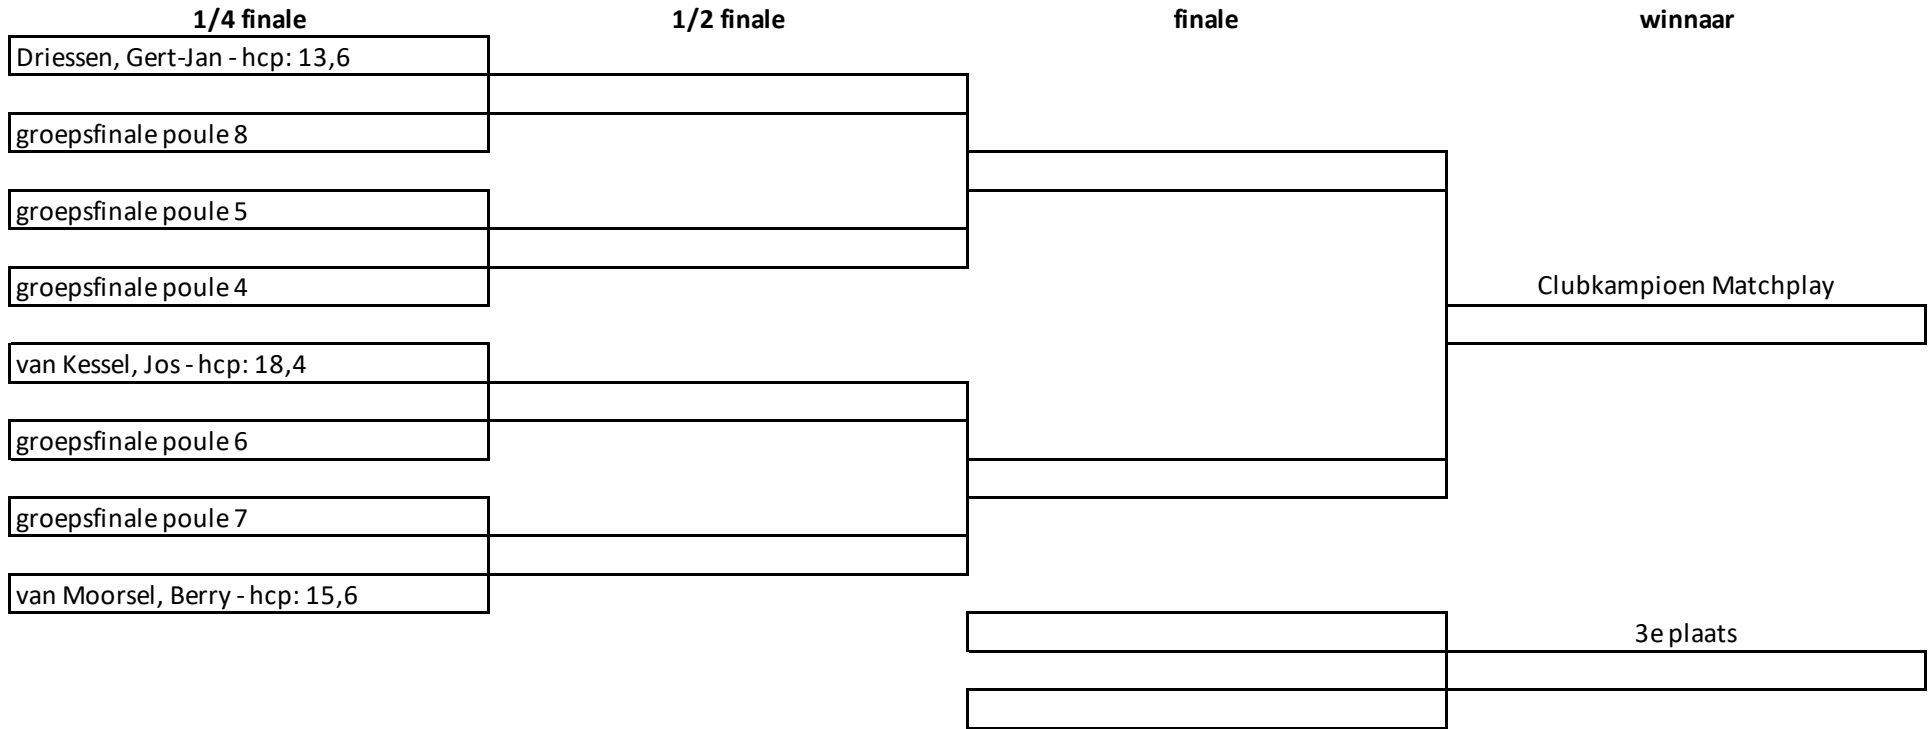 1/4 finale 1/2 finale finale winnaar
Driessen, Gert-Jan - hcp: 13,6
groepsfinale poule 8
groepsfinale poule 5
groepsfinale poule 4
Clubkampioen Matchplay
van Kessel, Jos - hcp: 18,4
groepsfinale poule 6
groepsfinale poule 7
van Moorsel, Berry - hcp: 15,6
3e plaats